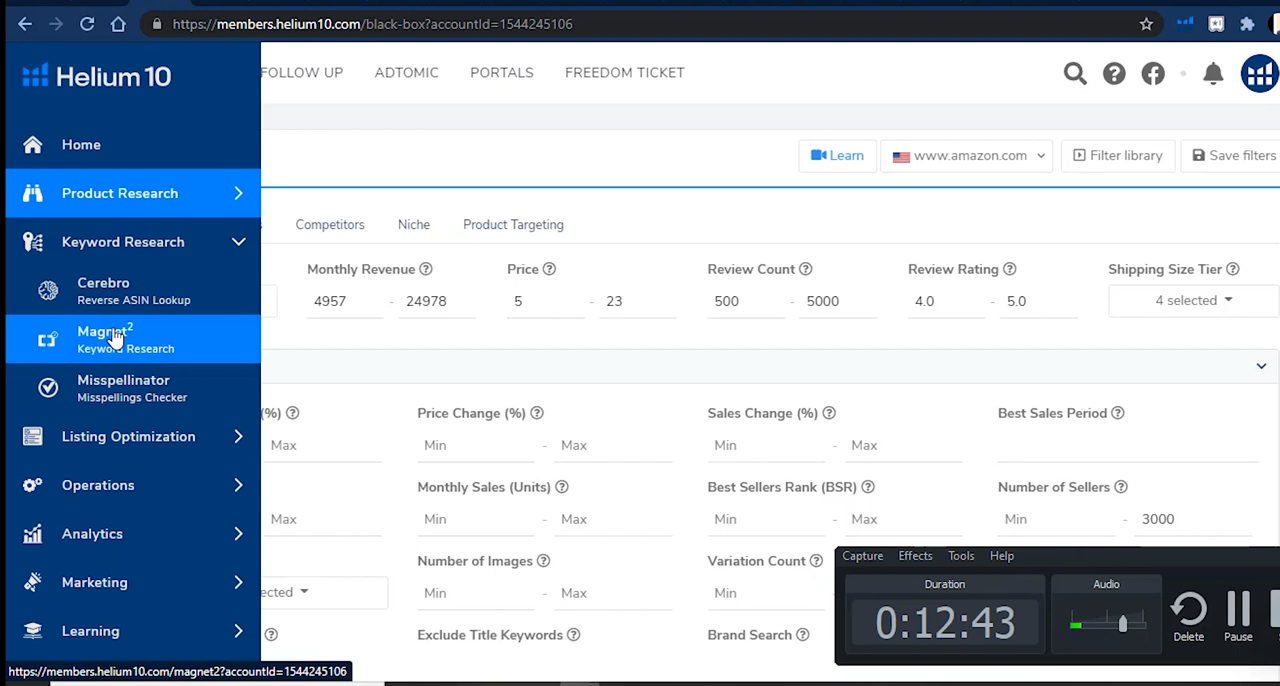 https://members.helium10.com/black-box?accountId=1544245106
Helium 10
FOLLOW UP ADTOMIC PORTALS FREEDOM TICKET
Home
Learn www.amazon.com Filter library Save filters
Product Research
Competitors Niche Product Targeting
Keyword Research
Monthly Revenue Price Review Count Review Rating Shipping Size Tier
Cerebro
Reverse ASIN Lookup
4957 - 24978 5 - 23 500 - 5000 4.0 - 5.0 4 selected
Magnet2
Keyword Research
Misspellinator
Misspellings Checker
(%) Price Change (%) Sales Change (%) Best Sales Period
Max Min - Max Min - Max
Listing Optimization
Operations
Monthly Sales (Units) Best Sellers Rank (BSR) Number of Sellers
Max Min - Max Min - Max Min - 3000
Analytics
Number of Images Variation Count
Marketing
ected Min - Max Min
Learning
Exclude Title Keywords Brand Search
Capture Effects Tools Help
Duration Audio
0:12:43
Delete Pause
https://members.helium10.com/magnet2?accountId=1544245106